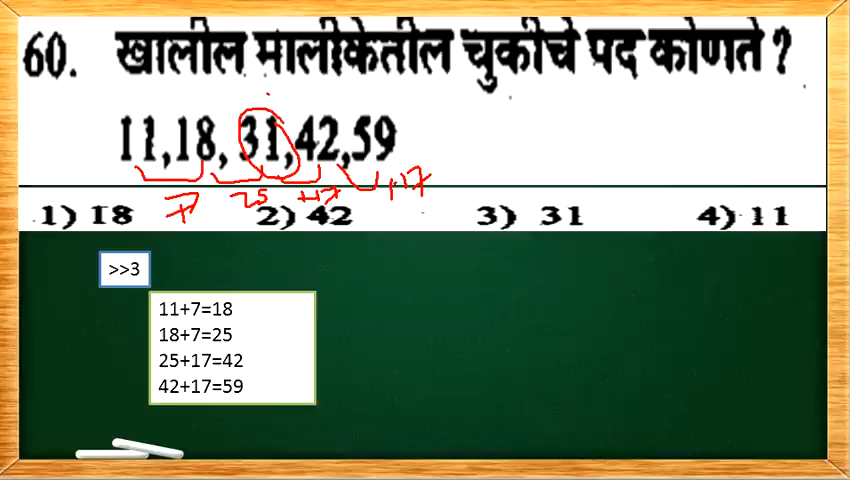 60. खालील मालीकेतील चुकीचे पद कोणते ?
11,18, 31,42,59
7 25 +17 +17
1) 18 2) 42 3) 31 4) 11
>>3
11+7=18
18+7=25
25+17=42
42+17=59